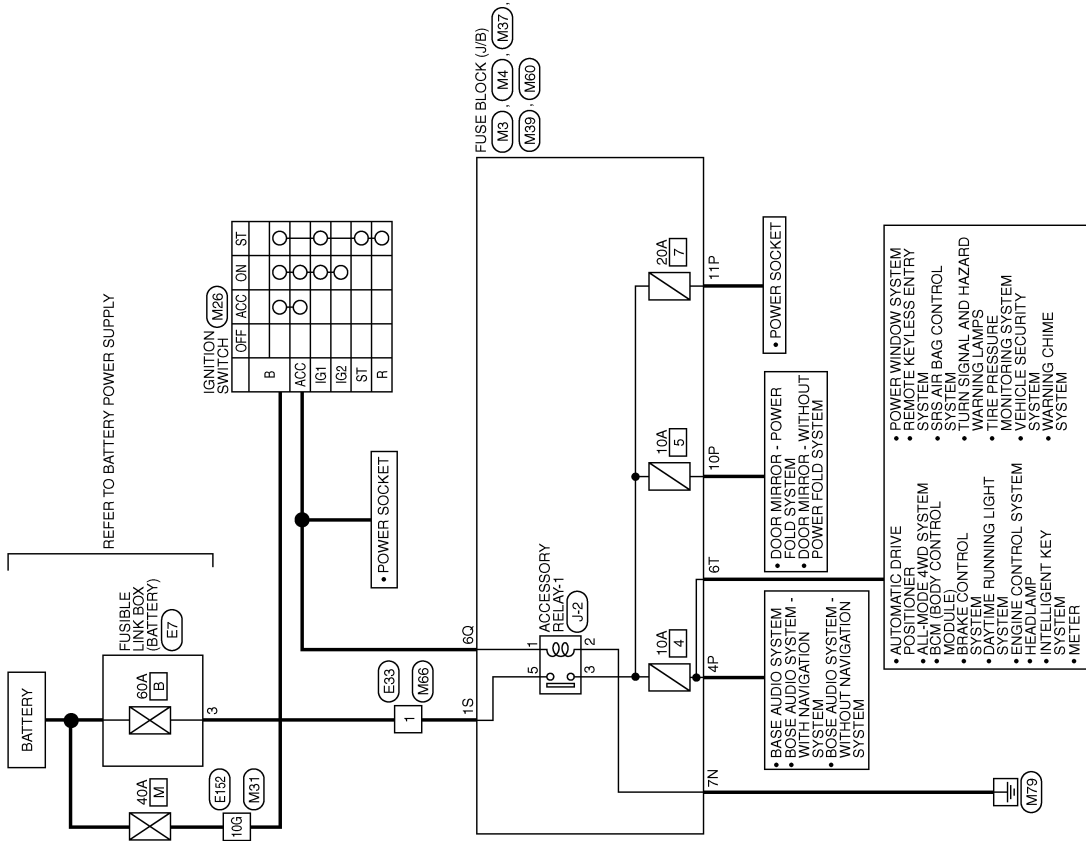 REFER TO BATTERY POWER SUPPLY
BATTERY
40A
M
E152
10G
M31
60A
B
FUSIBLE
LINK BOX
(BATTERY)
E7
3
IGNITION
SWITCH
M26
OFF ACC ON ST
B
ACC
IG1
IG2
ST
R
• POWER SOCKET
E33
1
M66
1S
6Q
FUSE BLOCK (J/B)
M3 , M4 , M37 ,
M39 , M60
ACCESSORY
RELAY-1
J-2
5 1
3 2
10A
4
10A
5
20A
7
7N
4P
6T
10P
11P
M79
• BASE AUDIO SYSTEM
• BOSE AUDIO SYSTEM -
WITH NAVIGATION
SYSTEM
• BOSE AUDIO SYSTEM -
WITHOUT NAVIGATION
SYSTEM
• DOOR MIRROR - POWER
FOLD SYSTEM
• DOOR MIRROR - WITHOUT
POWER FOLD SYSTEM
• POWER SOCKET
• AUTOMATIC DRIVE
POSITIONER
• ALL-MODE 4WD SYSTEM
• BCM (BODY CONTROL
MODULE)
• BRAKE CONTROL
SYSTEM
• DAYTIME RUNNING LIGHT
SYSTEM
• ENGINE CONTROL SYSTEM
• HEADLAMP
• INTELLIGENT KEY
SYSTEM
• METER
• POWER WINDOW SYSTEM
• REMOTE KEYLESS ENTRY
SYSTEM
• SRS AIR BAG CONTROL
SYSTEM
• TURN SIGNAL AND HAZARD
WARNING LAMPS
• TIRE PRESSURE
MONITORING SYSTEM
• VEHICLE SECURITY
SYSTEM
• WARNING CHIME
SYSTEM